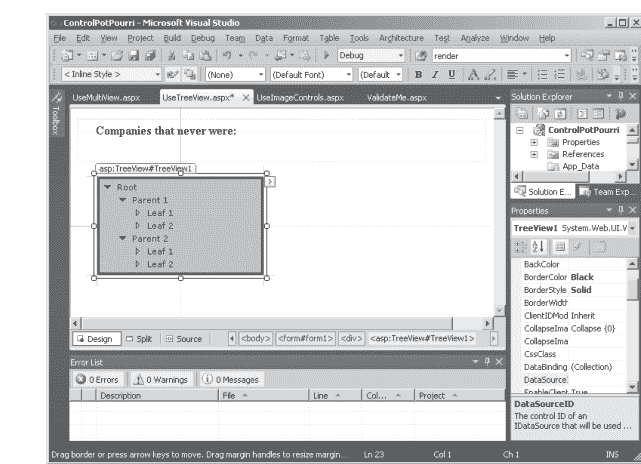 ControlPotPourri - Microsoft Visual Studio
File Edit View Project Build Debug Team Data Format Table Tools Architecture Test Analyze Window Help
Debug render
< Inline Style > (None) (Default Font) (Default B I U A
UseMultView.aspx UseTreeView.aspx* UseImageControls.aspx ValidateMe.aspx
Toolbox
Companies that never were:
asp:TreeView#TreeView1
Root
Parent 1
Leaf 1
Leaf 2
Parent 2
Leaf 1
Leaf 2
Design Split Source <body> <form#form1> <div> <asp:TreeView#TreeView1>
Error List
0 Errors 0 Warnings 0 Messages
Description File Line Col... Project
Solution Explorer
ControlPotPourri
Properties
References
App_Data
Solution E... Team Exp...
Properties
TreeView1 System.Web.UI.V
BackColor
BorderColor Black
BorderStyle Solid
BorderWidth
ClientIDMod Inherit
CollapseIma Collapse {0}
CollapseIma
CssClass
DataBinding (Collection)
DataSource
EnableClient True
DataSourceID
The control ID of an
IDataSource that will be used ...
Drag border or press arrow keys to move. Drag margin handles to resize margin... Ln 23 Col 1 Ch 1 INS